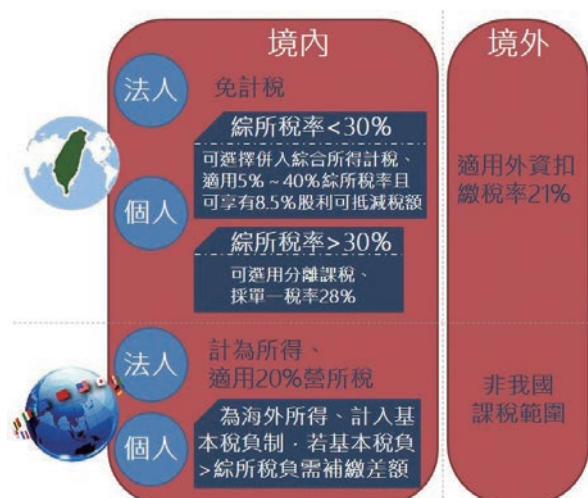 境內
境外
法人
免計稅
綜所稅率<30%
可選擇併入綜合所得計稅、
適用5%~40%綜所稅率且
可享有8.5%股利可抵減稅額
個人
綜所稅率>30%
可選用分離課稅、
採單一稅率28%
適用外資扣
繳稅率21%
法人
計為所得、
適用20%營所稅
個人
為海外所得、計入基
本稅負制．若基本稅負
>綜所稅負需補繳差額
非我國
課稅範圍